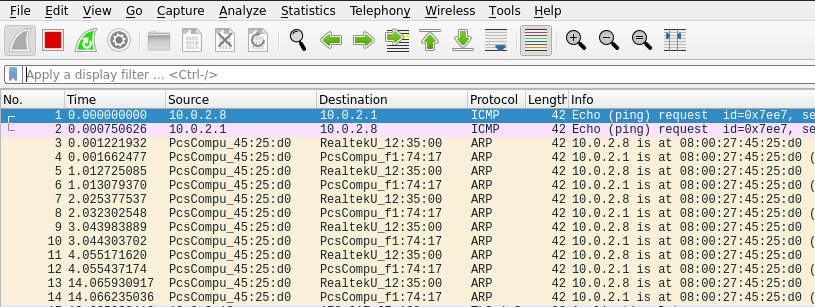 File Edit View Go Capture Analyze Statistics Telephony Wireless Tools Help
Apply a display filter … <Ctrl-/>
No. Time Source Destination Protocol Length Info
1 0.000000000 10.0.2.8 10.0.2.1 ICMP 42 Echo (ping) request id=0x7ee7, se
2 0.000750626 10.0.2.1 10.0.2.8 ICMP 42 Echo (ping) request id=0x7ee7, se
3 0.001221932 PcsCompu_45:25:d0 RealtekU_12:35:00 ARP 42 10.0.2.8 is at 08:00:27:45:25:d0
4 0.001662477 PcsCompu_45:25:d0 PcsCompu_f1:74:17 ARP 42 10.0.2.1 is at 08:00:27:45:25:d0 (
5 1.012725085 PcsCompu_45:25:d0 RealtekU_12:35:00 ARP 42 10.0.2.8 is at 08:00:27:45:25:d0
6 1.013079370 PcsCompu_45:25:d0 PcsCompu_f1:74:17 ARP 42 10.0.2.1 is at 08:00:27:45:25:d0 (
7 2.025377537 PcsCompu_45:25:d0 RealtekU_12:35:00 ARP 42 10.0.2.8 is at 08:00:27:45:25:d0
8 2.032302548 PcsCompu_45:25:d0 PcsCompu_f1:74:17 ARP 42 10.0.2.1 is at 08:00:27:45:25:d0 (
9 3.043983889 PcsCompu_45:25:d0 RealtekU_12:35:00 ARP 42 10.0.2.8 is at 08:00:27:45:25:d0
10 3.044303702 PcsCompu_45:25:d0 PcsCompu_f1:74:17 ARP 42 10.0.2.1 is at 08:00:27:45:25:d0 (
11 4.055171620 PcsCompu_45:25:d0 RealtekU_12:35:00 ARP 42 10.0.2.8 is at 08:00:27:45:25:d0
12 4.055437174 PcsCompu_45:25:d0 PcsCompu_f1:74:17 ARP 42 10.0.2.1 is at 08:00:27:45:25:d0 (
13 14.065930917 PcsCompu_45:25:d0 RealtekU_12:35:00 ARP 42 10.0.2.8 is at 08:00:27:45:25:d0
14 14.066235036 PcsCompu_45:25:d0 PcsCompu_f1:74:17 ARP 42 10.0.2.1 is at 08:00:27:45:25:d0 (